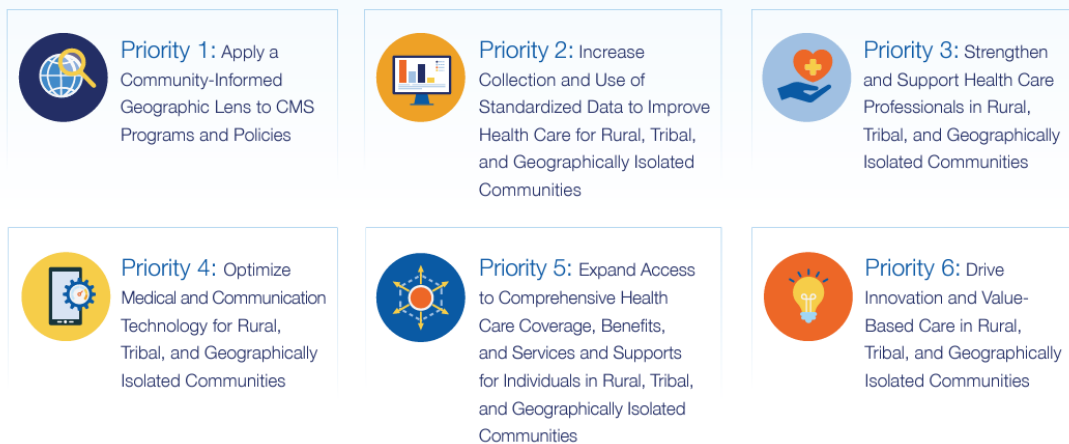 Priority 1: Apply a
Community-Informed
Geographic Lens to CMS
Programs and Policies
Priority 2: Increase
Collection and Use of
Standardized Data to Improve
Health Care for Rural, Tribal,
and Geographically Isolated
Communities
Priority 3: Strengthen
and Support Health Care
Professionals in Rural,
Tribal, and Geographically
Isolated Communities
Priority 4: Optimize
Medical and Communication
Technology for Rural,
Tribal, and Geographically
Isolated Communities
Priority 5: Expand Access
to Comprehensive Health
Care Coverage, Benefits,
and Services and Supports
for Individuals in Rural, Tribal,
and Geographically Isolated
Communities
Priority 6: Drive
Innovation and Value-
Based Care in Rural,
Tribal, and Geographically
Isolated Communities